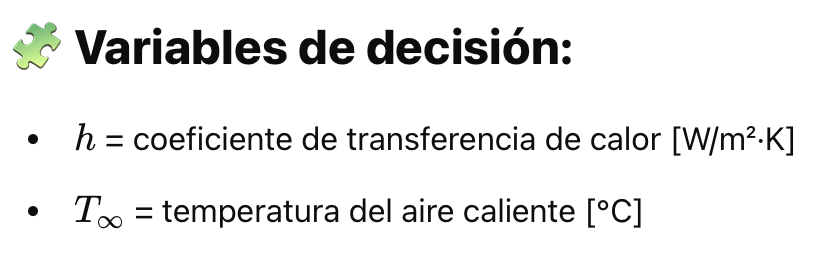 🧩 Variables de decisión:
• h = coeficiente de transferencia de calor [W/m²·K]
• T∞ = temperatura del aire caliente [°C]